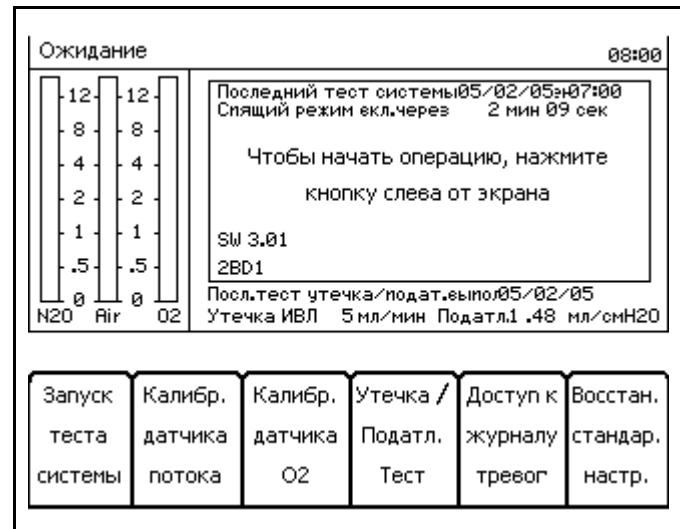 Ожидание 08:00
12 12
8 8
4 4
2 2
1 1
.5 .5
0 0
N2O Air O2
Последний тест системы05/02/05эн07:00
Спящий режим вкл.через 2 мин 09 сек
Чтобы начать операцию, нажмите
кнопку слева от экрана
SW 3.01
2BD1
Посл.тест утечка/подат.выпол05/02/05
Утечка ИВЛ 5 мл/мин Податл.1 .48 мл/смH2O
Запуск теста системы
Калибр. датчика потока
Калибр. датчика O2
Утечка / Податл. Тест
Доступ к журналу тревог
Восстан. стандар. настр.